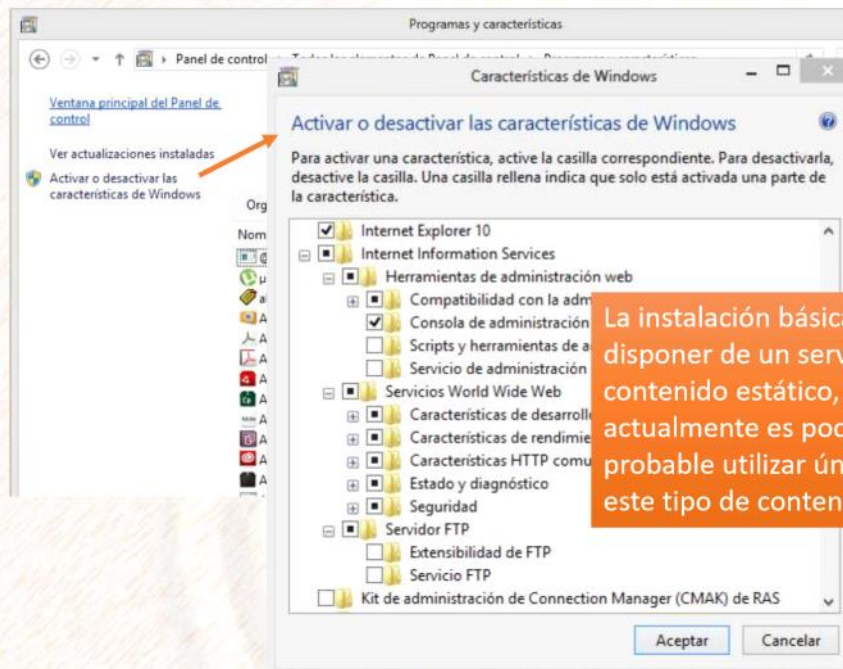 Programas y características
Panel de control
Ventana principal del Panel de
control
Ver actualizaciones instaladas
Activar o desactivar las
características de Windows
Org
Nom
Características de Windows
Activar o desactivar las características de Windows
Para activar una característica, active la casilla correspondiente. Para desactivarla,
desactive la casilla. Una casilla rellena indica que solo está activada una parte de
la característica.
Internet Explorer 10
Internet Information Services
Herramientas de administración web
Compatibilidad con la adm
Consola de administración
Scripts y herramientas de a
Servicio de administración
Servicios World Wide Web
Características de desarroll
Características de rendimie
Características HTTP comu
Estado y diagnóstico
Seguridad
Servidor FTP
Extensibilidad de FTP
Servicio FTP
Kit de administración de Connection Manager (CMAK) de RAS
Aceptar
Cancelar
La instalación básica
disponer de un serv
contenido estático,
actualmente es poc
probable utilizar ún
este tipo de conten